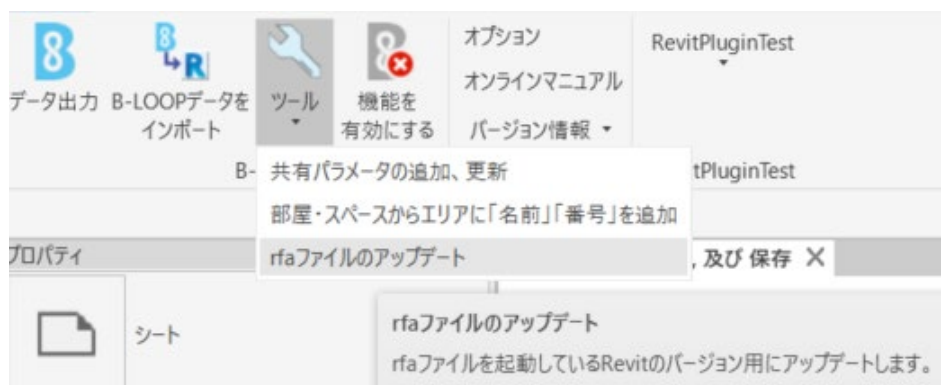 オプション
RevitPluginTest
オンラインマニュアル
データ出力
B-LOOPデータを
インポート
ツール
機能を
有効にする
バージョン情報
B-
tPluginTest
共有パラメータの追加、更新
部屋・スペースからエリアに「名前」「番号」を追加
rfaファイルのアップデート
プロパティ
, 及び 保存
シート
rfaファイルのアップデート
rfaファイルを起動しているRevitのバージョン用にアップデートします。